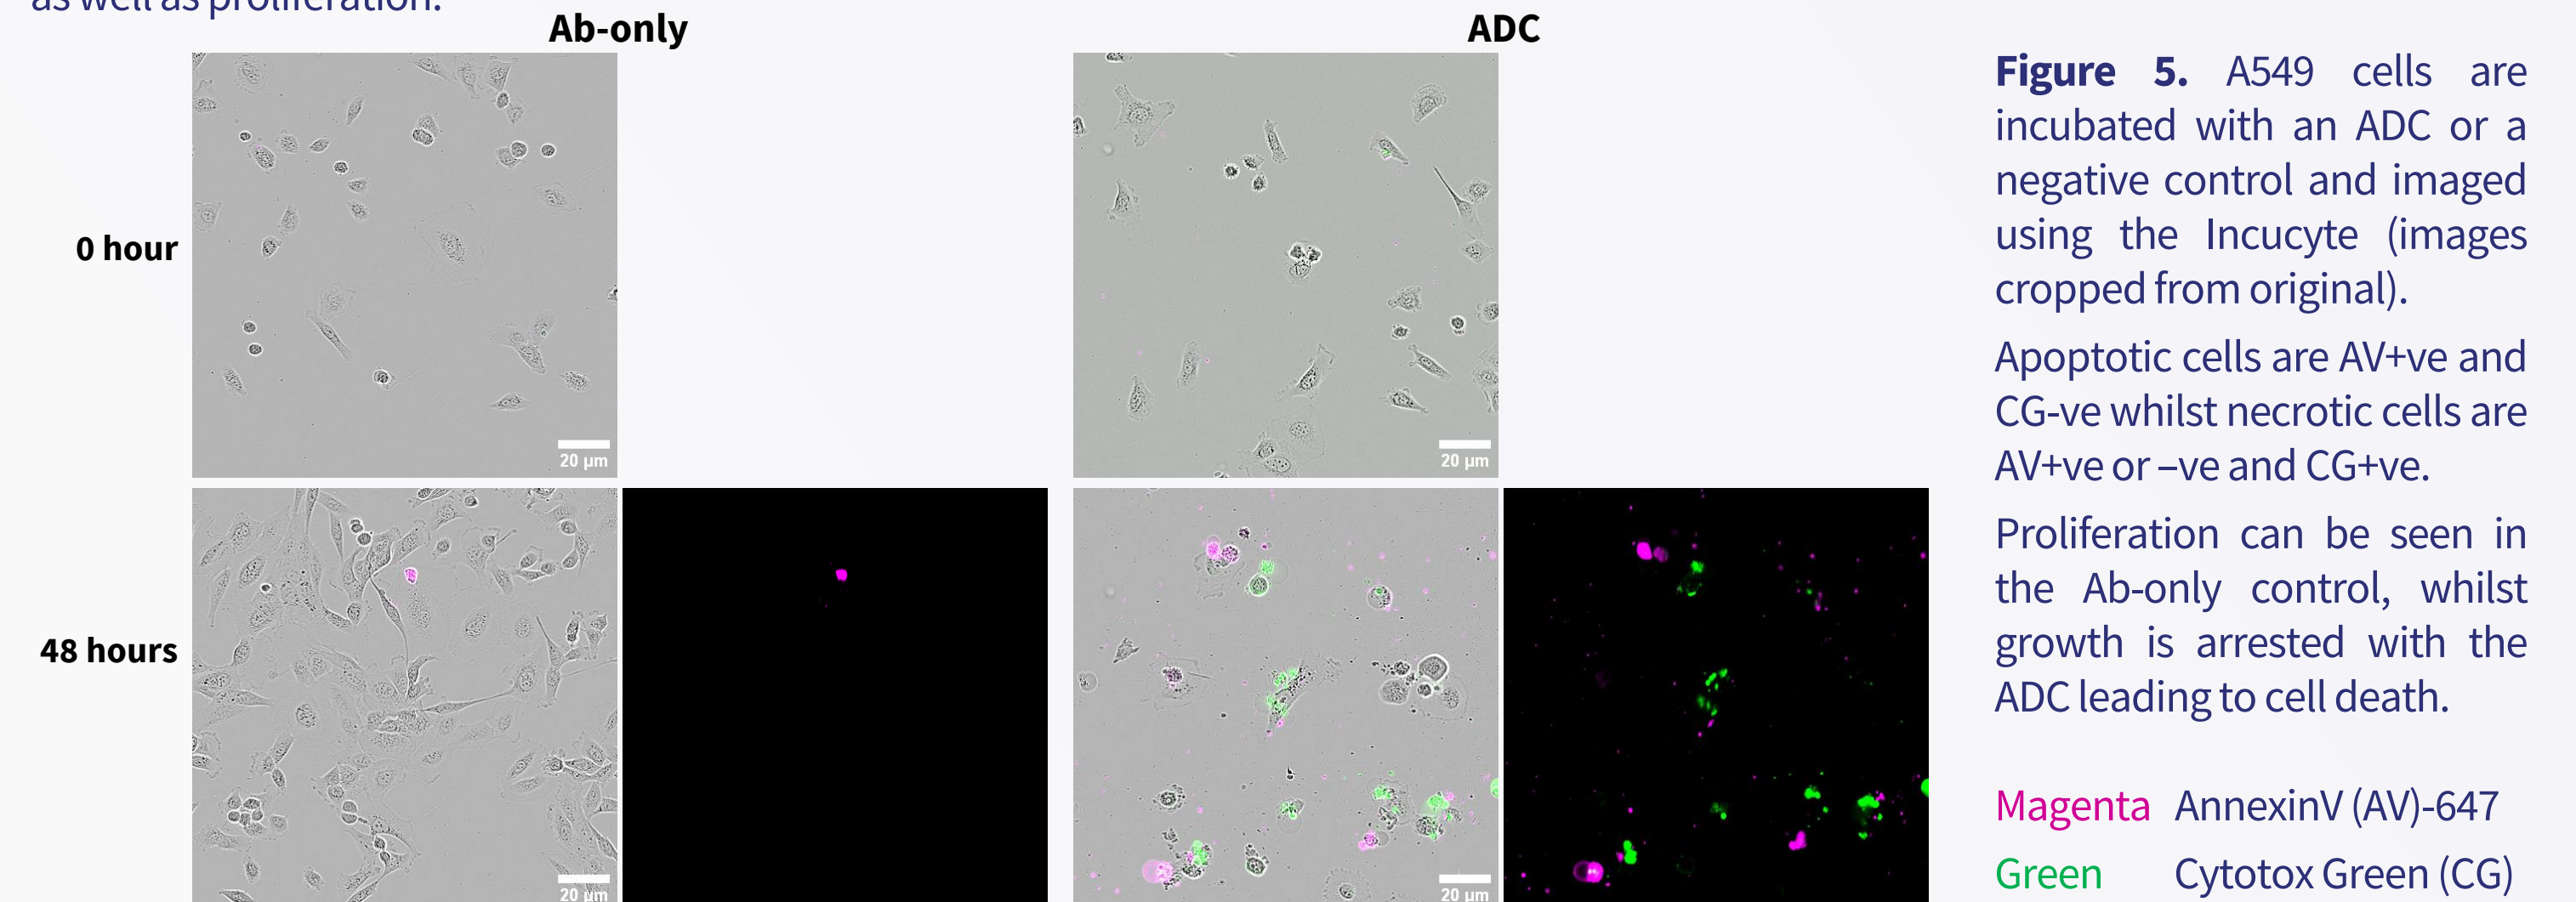 as well as proliferation.
Ab-only
ADC
0 hour
20 µm
20 µm
48 hours
20 µm
20 µm
Figure 5. A549 cells are
incubated with an ADC or a
negative control and imaged
using the Incucyte (images
cropped from original).
Apoptotic cells are AV+ve and
CG-ve whilst necrotic cells are
AV+ve or –ve and CG+ve.
Proliferation can be seen in
the Ab-only control, whilst
growth is arrested with the
ADC leading to cell death.
Magenta AnnexinV (AV)-647
Green Cytotox Green (CG)